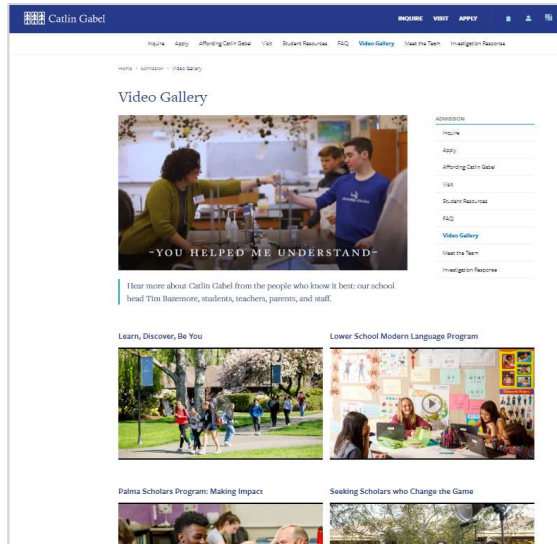 Catlin Gabel
INQUIRE VISIT APPLY
Inquire Apply Affording Catlin Gabel Visit Student Resources FAQ Video Gallery Meet the Team Investigation Response
Home > Admission > Video Gallery
Video Gallery
-YOU HELPED ME UNDERSTAND-
Hear more about Catlin Gabel from the people who know it best: our school
head Tim Bazemore, students, teachers, parents, and staff.
ADMISSION
Inquire
Apply
Affording Catlin Gabel
Visit
Student Resources
FAQ
Video Gallery
Meet the Team
Investigation Response
Learn, Discover, Be You
Lower School Modern Language Program
Palma Scholars Program: Making Impact
Seeking Scholars who Change the Game